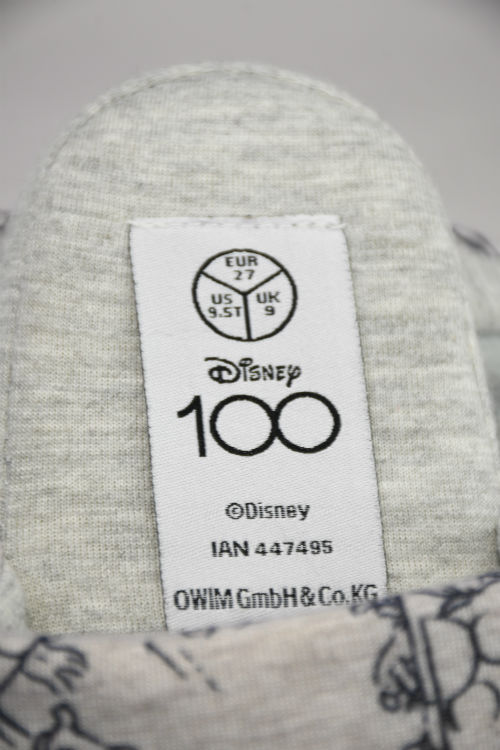 EUR
27
US UK
9.5T 9
Disney
100
©Disney
IAN 447495
OWIM GmbH & Co.KG